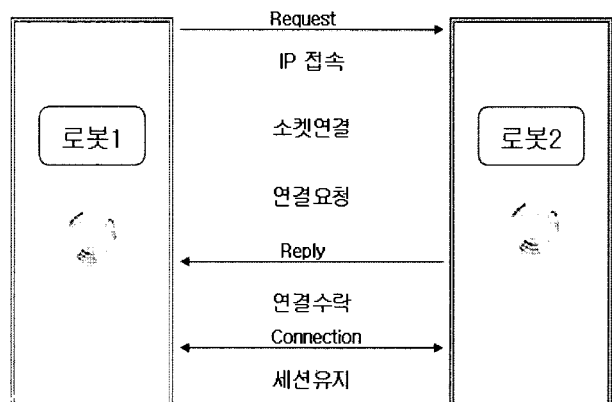 Request
IP 접속
로봇1
소켓연결
로봇2
연결요청
Reply
연결수락
Connection
세션유지